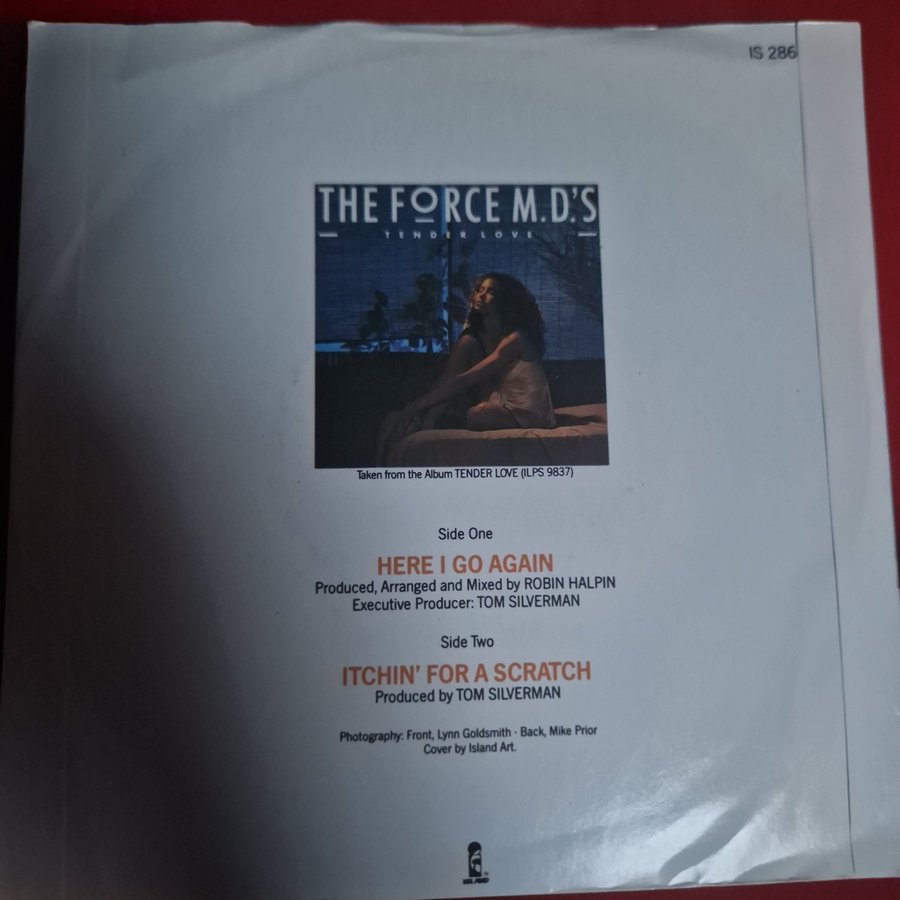 IS 286
THE FORCE M.D.'S
TENDER LOVE
Taken from the Album TENDER LOVE (ILPS 9837)
Side One
HERE I GO AGAIN
Produced, Arranged and Mixed by ROBIN HALPIN
Executive Producer: TOM SILVERMAN
Side Two
ITCHIN' FOR A SCRATCH
Produced by TOM SILVERMAN
Photography: Front, Lynn Goldsmith · Back, Mike Prior
Cover by Island Art.
ISLAND